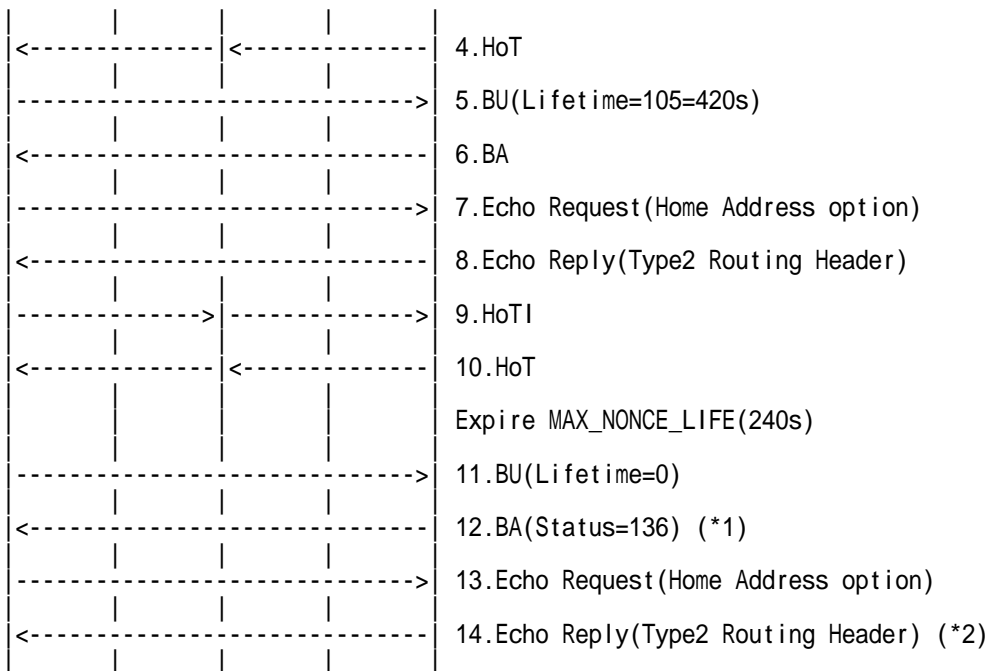 4.HoT
5.BU(Lifetime=105=420s)
6.BA
7.Echo Request(Home Address option)
8.Echo Reply(Type2 Routing Header)
9.HoTI
10.HoT
Expire MAX_NONCE_LIFE(240s)
11.BU(Lifetime=0)
12.BA(Status=136) (*1)
13.Echo Request(Home Address option)
14.Echo Reply(Type2 Routing Header) (*2)